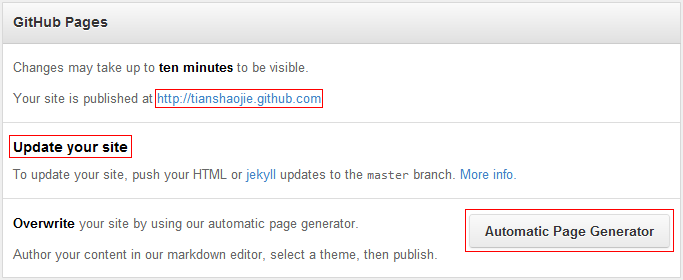 GitHub Pages
Changes may take up to ten minutes to be visible.
Your site is published at http://tianshaojie.github.com
Update your site
To update your site, push your HTML or jekyll updates to the master branch. More info.
Overwrite your site by using our automatic page generator.
Automatic Page Generator
Author your content in our markdown editor, select a theme, then publish.